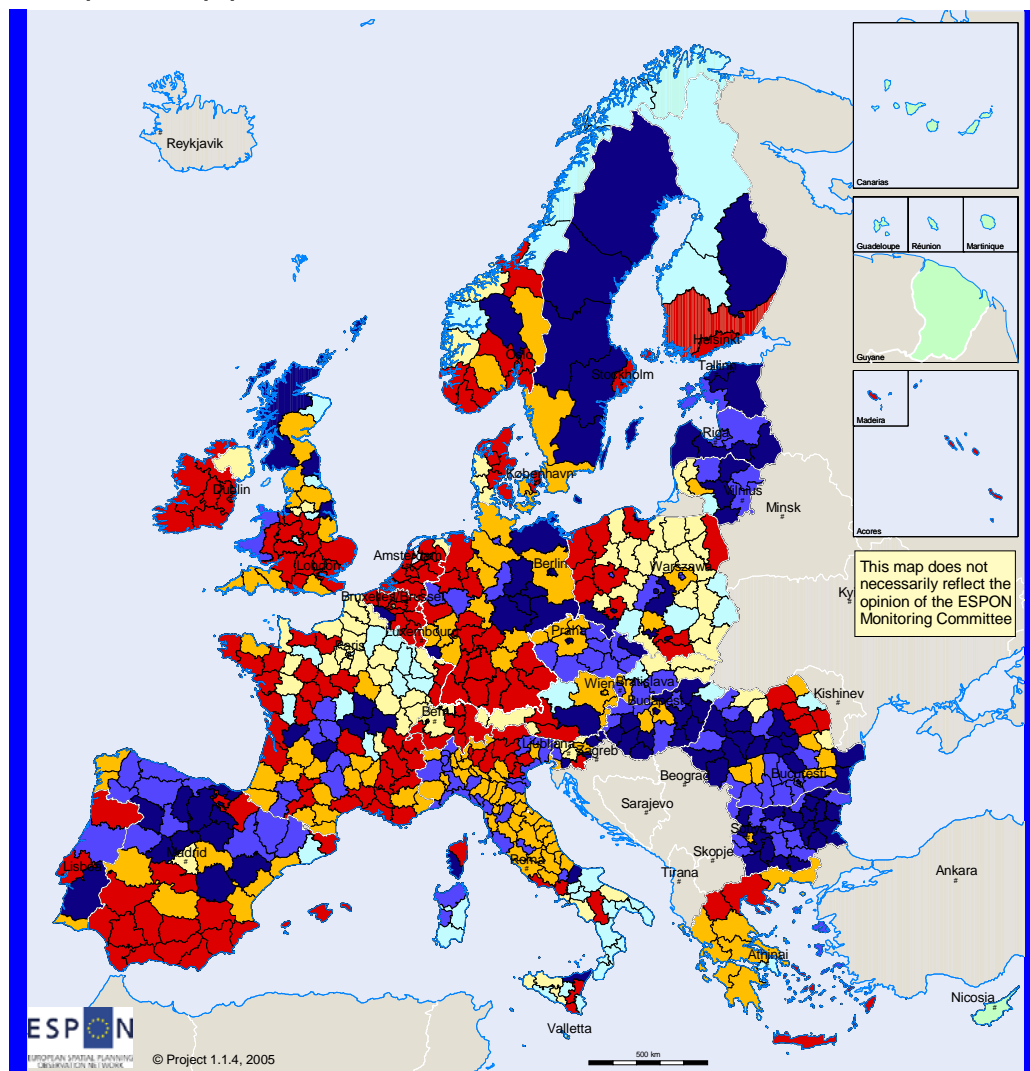 Reykjavik
Canarias
Guadeloupe
Réunion
Martinique
Guyane
Oslo
Helsinki
Stockholm
Tallinn
Madeira
Riga
Acores
København
Vilnius
Minsk
Dublin
London
Amsterdam
Berlin
Warszawa
This map does not
necessarily reflect the
opinion of the ESPON
Monitoring Committee
Bruxelles/Brussel
Luxembourg
Praha
Paris
Wien
Bratislava
Budapest
Kishinev
Bern
Ljubljana
Zagreb
Beograd
Bucuresti
Sarajevo
Madrid
Lisboa
Roma
Skopje
Tirana
Ankara
Athinai
Nicosia
Valletta
ESPON
EUROPEAN SPATIAL PLANNING
OBSERVATION NETWORK
© Project 1.1.4, 2005
500 km